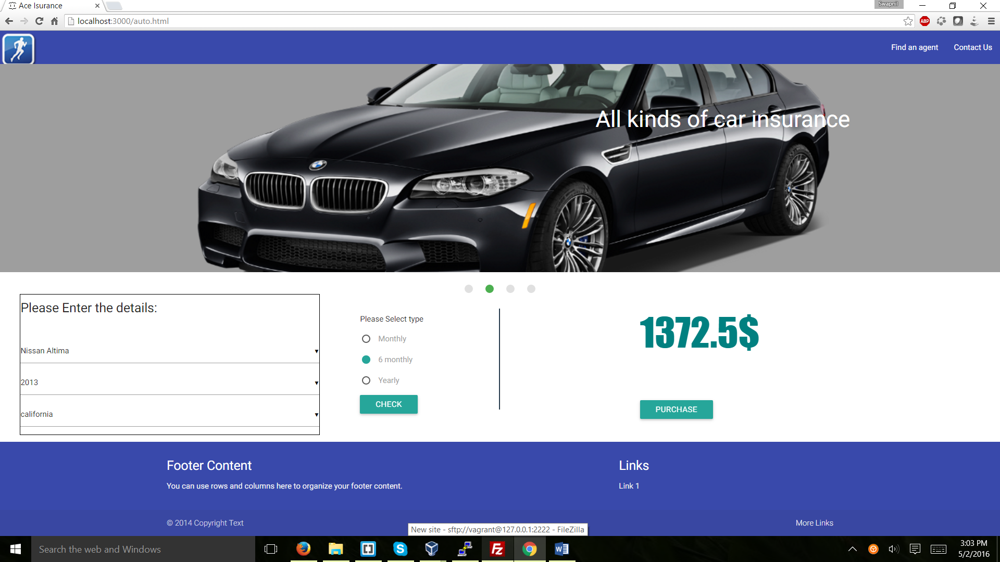 Ace Isurance
Swapnil
localhost:3000/auto.html
ABP
Find an agent
Contact Us
All kinds of car insurance
Please Enter the details:
Nissan Altima
2013
california
Please Select type
Monthly
6 monthly
Yearly
CHECK
1372.5$
PURCHASE
Footer Content
You can use rows and columns here to organize your footer content.
Links
Link 1
© 2014 Copyright Text
More Links
New site - sftp://vagrant@127.0.0.1:2222 - FileZilla
Search the web and Windows
3:03 PM
5/2/2016